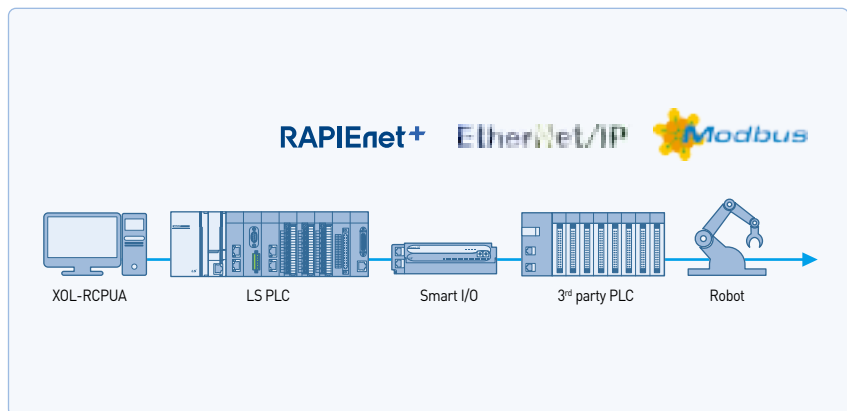 RAPIEnet+ EtherNet/IP Modbus
XOL-RCPUA LS PLC Smart I/O 3rd party PLC Robot